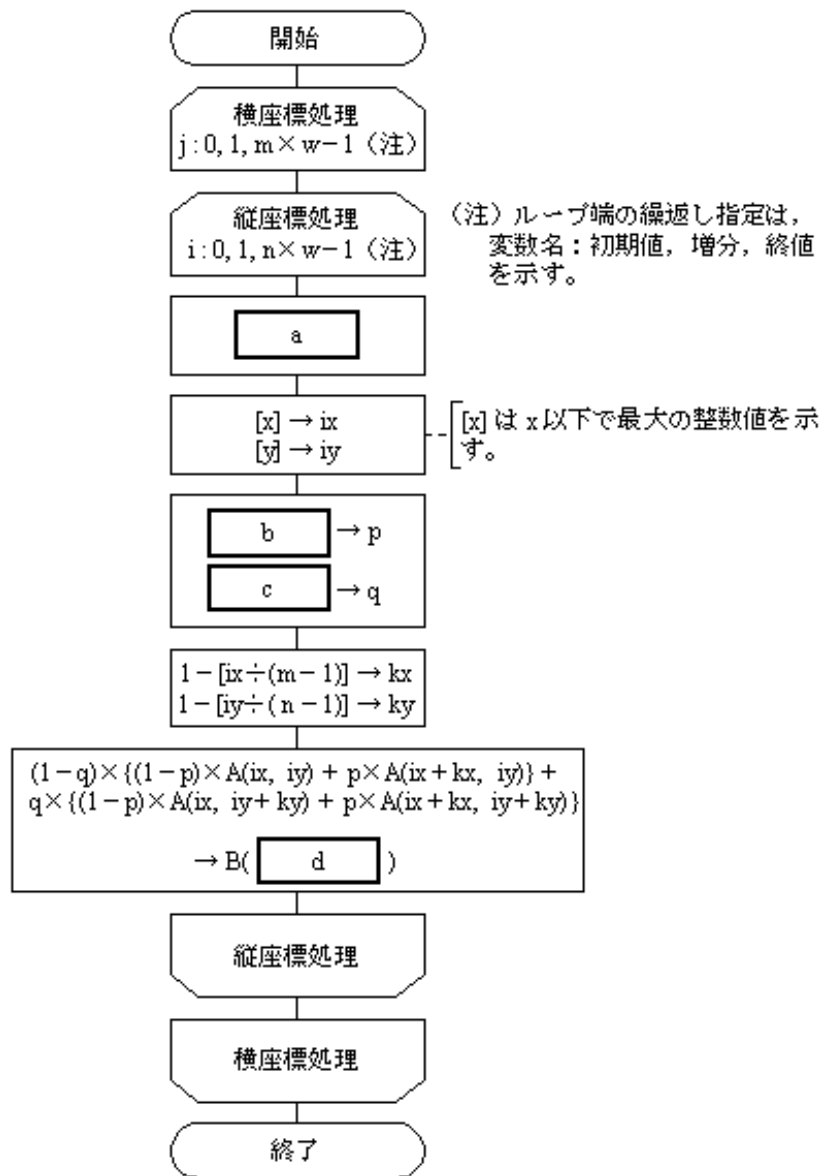 開始
横座標処理
j:0, 1, m×w－1（注）
縦座標処理
i:0, 1, n×w－1（注）
（注）ループ端の繰返し指定は，
変数名：初期値，増分，終値
を示す。
a
[x] → ix
[y] → iy
[x] は x 以下で最大の整数値を示
す。
b → p
c → q
1－[ix÷(m－1)] → kx
1－[iy÷(n－1)] → ky
(1－q)×{(1－p)×A(ix, iy) + p×A(ix+kx, iy)} +
q×{(1－p)×A(ix, iy+ky) + p×A(ix+kx, iy+ky)}
→ B( d )
縦座標処理
横座標処理
終了